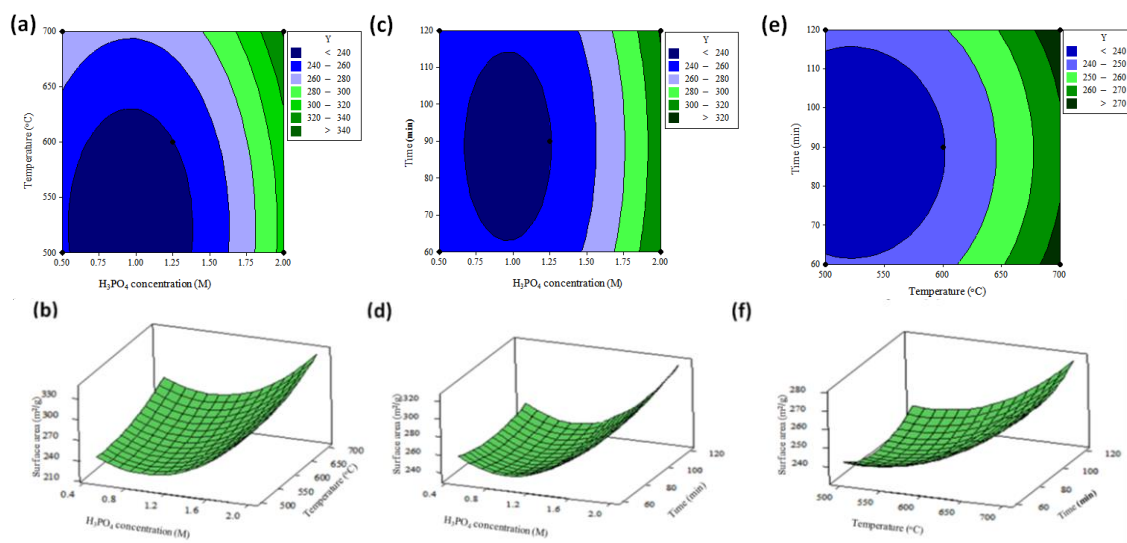 (a)
700
650
600
550
500
Temperature (°C)
0.50 0.75 1.00 1.25 1.50 1.75 2.00
H₃PO₄ concentration (M)
Y
< 240
240 – 260
260 – 280
280 – 300
300 – 320
320 – 340
> 340
(c)
120
110
100
90
80
70
60
Time (min)
0.50 0.75 1.00 1.25 1.50 1.75 2.00
H₃PO₄ concentration (M)
Y
< 240
240 – 260
260 – 280
280 – 300
300 – 320
> 320
(e)
120
110
100
90
80
70
60
Time (min)
500 550 600 650 700
Temperature (°C)
Y
< 240
240 – 250
250 – 260
260 – 270
> 270
(b)
330
300
270
240
210
Surface area (m²/g)
0.4 0.8 1.2 1.6 2.0
H₃PO₄ concentration (M)
500 550 600 650 700
Temperature (°C)
(d)
320
300
280
260
240
Surface area (m²/g)
0.4 0.8 1.2 1.6 2.0
H₃PO₄ concentration (M)
60 80 100 120
Time (min)
(f)
280
270
260
250
240
Surface area (m²/g)
500 550 600 650 700
Temperature (°C)
60 80 100 120
Time (min)